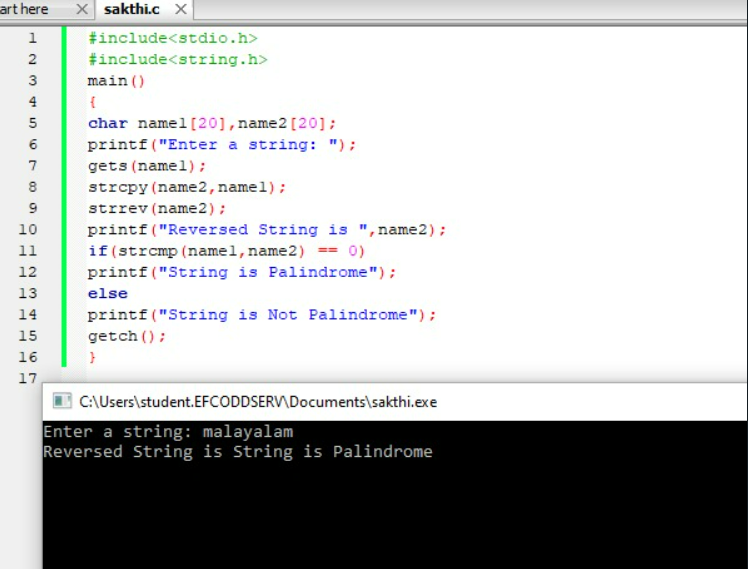 art here × sakthi.c ×
1 #include<stdio.h>
2 #include<string.h>
3 main()
4 {
5 char name1[20],name2[20];
6 printf("Enter a string: ");
7 gets(name1);
8 strcpy(name2,name1);
9 strrev(name2);
10 printf("Reversed String is ",name2);
11 if(strcmp(name1,name2) == 0)
12 printf("String is Palindrome");
13 else
14 printf("String is Not Palindrome");
15 getch();
16 }
17
C:\Users\student.EFCODDSERV\Documents\sakthi.exe
Enter a string: malayalam
Reversed String is String is Palindrome